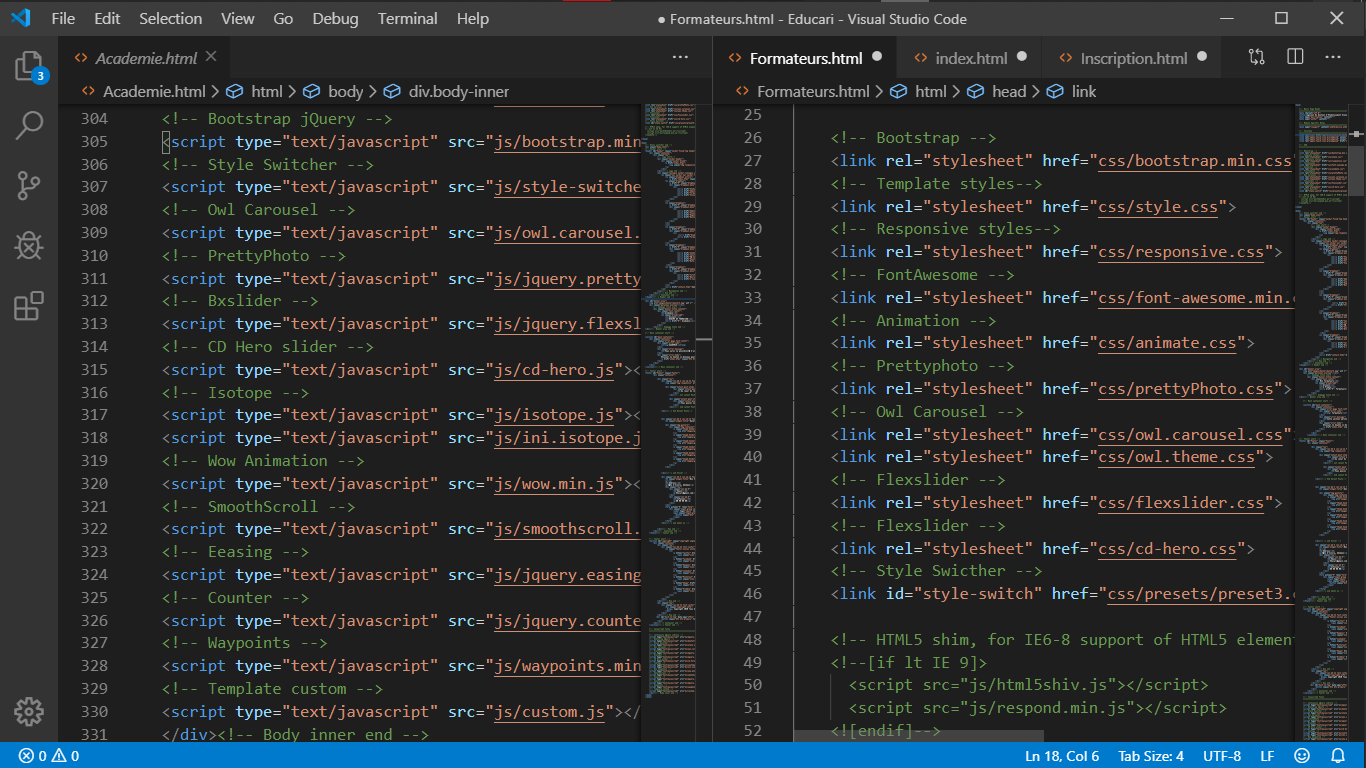 File Edit Selection View Go Debug Terminal Help
● Formateurs.html - Educari - Visual Studio Code
3
Academie.html
Academie.html > html > body > div.body-inner
304 <!-- Bootstrap jQuery -->
305 <script type="text/javascript" src="js/bootstrap.min
306 <!-- Style Switcher -->
307 <script type="text/javascript" src="js/style-switche
308 <!-- Owl Carousel -->
309 <script type="text/javascript" src="js/owl.carousel.
310 <!-- PrettyPhoto -->
311 <script type="text/javascript" src="js/jquery.pretty
312 <!-- Bxslider -->
313 <script type="text/javascript" src="js/jquery.flexsl
314 <!-- CD Hero slider -->
315 <script type="text/javascript" src="js/cd-hero.js"><
316 <!-- Isotope -->
317 <script type="text/javascript" src="js/isotope.js"><
318 <script type="text/javascript" src="js/ini.isotope.j
319 <!-- Wow Animation -->
320 <script type="text/javascript" src="js/wow.min.js"><
321 <!-- SmoothScroll -->
322 <script type="text/javascript" src="js/smoothscroll.
323 <!-- Eeasing -->
324 <script type="text/javascript" src="js/jquery.easing
325 <!-- Counter -->
326 <script type="text/javascript" src="js/jquery.counte
327 <!-- Waypoints -->
328 <script type="text/javascript" src="js/waypoints.min
329 <!-- Template custom -->
330 <script type="text/javascript" src="js/custom.js"></
331 </div><!-- Body inner end -->
Formateurs.html ● index.html ● Inscription.html ●
Formateurs.html > html > head > link
25
26 <!-- Bootstrap -->
27 <link rel="stylesheet" href="css/bootstrap.min.css"
28 <!-- Template styles-->
29 <link rel="stylesheet" href="css/style.css">
30 <!-- Responsive styles-->
31 <link rel="stylesheet" href="css/responsive.css">
32 <!-- FontAwesome -->
33 <link rel="stylesheet" href="css/font-awesome.min.c
34 <!-- Animation -->
35 <link rel="stylesheet" href="css/animate.css">
36 <!-- Prettyphoto -->
37 <link rel="stylesheet" href="css/prettyPhoto.css">
38 <!-- Owl Carousel -->
39 <link rel="stylesheet" href="css/owl.carousel.css"
40 <link rel="stylesheet" href="css/owl.theme.css">
41 <!-- Flexslider -->
42 <link rel="stylesheet" href="css/flexslider.css">
43 <!-- Flexslider -->
44 <link rel="stylesheet" href="css/cd-hero.css">
45 <!-- Style Swicther -->
46 <link id="style-switch" href="css/presets/preset3.c
47
48 <!-- HTML5 shim, for IE6-8 support of HTML5 element
49 <!--[if lt IE 9]>
50 <script src="js/html5shiv.js"></script>
51 <script src="js/respond.min.js"></script>
52 <![endif]-->
0 0
Ln 18, Col 6 Tab Size: 4 UTF-8 LF